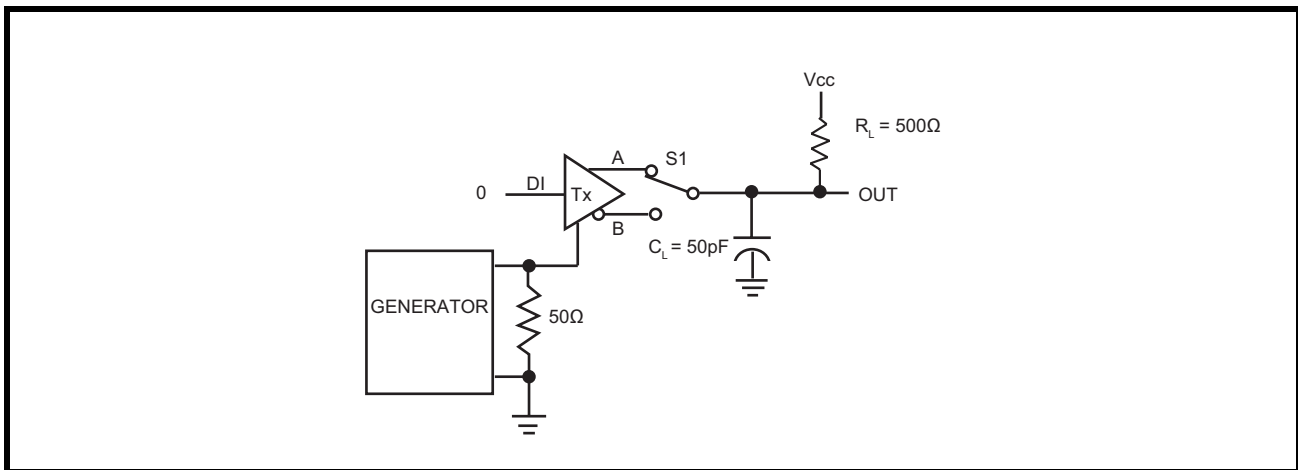 Vcc
R_L = 500Ω
A
S1
0
DI
Tx
OUT
B
C_L = 50pF
GENERATOR
50Ω